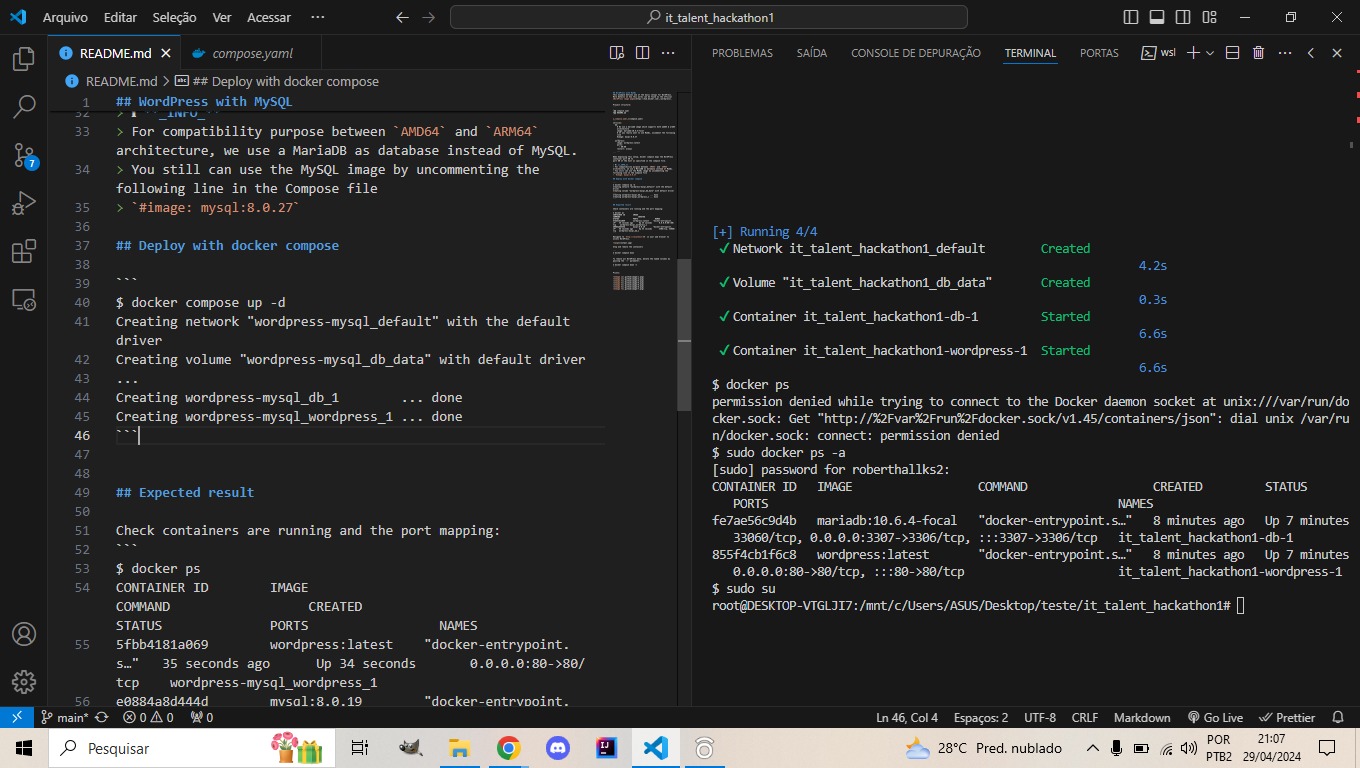 Arquivo Editar Seleção Ver Acessar ···
it_talent_hackathon1
README.md
compose.yaml
PROBLEMAS SAÍDA CONSOLE DE DEPURAÇÃO TERMINAL PORTAS wsl
README.md > ## Deploy with docker compose
1 ## WordPress with MySQL
32 > ℹ️ **_INFO_**
33 > For compatibility purpose between `AMD64` and `ARM64`
architecture, we use a MariaDB as database instead of MySQL.
34 > You still can use the MySQL image by uncommenting the
following line in the Compose file
35 > `#image: mysql:8.0.27`
36
37 ## Deploy with docker compose
38
39 ```
40 $ docker compose up -d
41 Creating network "wordpress-mysql_default" with the default
driver
42 Creating volume "wordpress-mysql_db_data" with default driver
43 ...
44 Creating wordpress-mysql_db_1 ... done
45 Creating wordpress-mysql_wordpress_1 ... done
46 ```
47
48
49 ## Expected result
50
51 Check containers are running and the port mapping:
52 ```
53 $ docker ps
54 CONTAINER ID IMAGE
COMMAND CREATED
STATUS PORTS NAMES
55 5fbb4181a069 wordpress:latest "docker-entrypoint.
s…" 35 seconds ago Up 34 seconds 0.0.0.0:80->80/
tcp wordpress-mysql_wordpress_1
56 e0884a8d444d mysql:8.0.19 "docker-entrypoint.
[+] Running 4/4
✔ Network it_talent_hackathon1_default Created
4.2s
✔ Volume "it_talent_hackathon1_db_data" Created
0.3s
✔ Container it_talent_hackathon1-db-1 Started
6.6s
✔ Container it_talent_hackathon1-wordpress-1 Started
6.6s
$ docker ps
permission denied while trying to connect to the Docker daemon socket at unix:///var/run/do
cker.sock: Get "http://%2Fvar%2Frun%2Fdocker.sock/v1.45/containers/json": dial unix /var/ru
n/docker.sock: connect: permission denied
$ sudo docker ps -a
[sudo] password for roberthallks2:
CONTAINER ID IMAGE COMMAND CREATED STATUS
PORTS NAMES
fe7ae56c9d4b mariadb:10.6.4-focal "docker-entrypoint.s…" 8 minutes ago Up 7 minutes
33060/tcp, 0.0.0.0:3307->3306/tcp, :::3307->3306/tcp it_talent_hackathon1-db-1
855f4cb1f6c8 wordpress:latest "docker-entrypoint.s…" 8 minutes ago Up 7 minutes
0.0.0.0:80->80/tcp, :::80->80/tcp it_talent_hackathon1-wordpress-1
$ sudo su
root@DESKTOP-VTGLJI7:/mnt/c/Users/ASUS/Desktop/teste/it_talent_hackathon1#
7
main* 0 0 0 Ln 46, Col 4 Espaços: 2 UTF-8 CRLF Markdown Go Live Prettier
Pesquisar
28°C Pred. nublado
POR
PTB2
21:07
29/04/2024